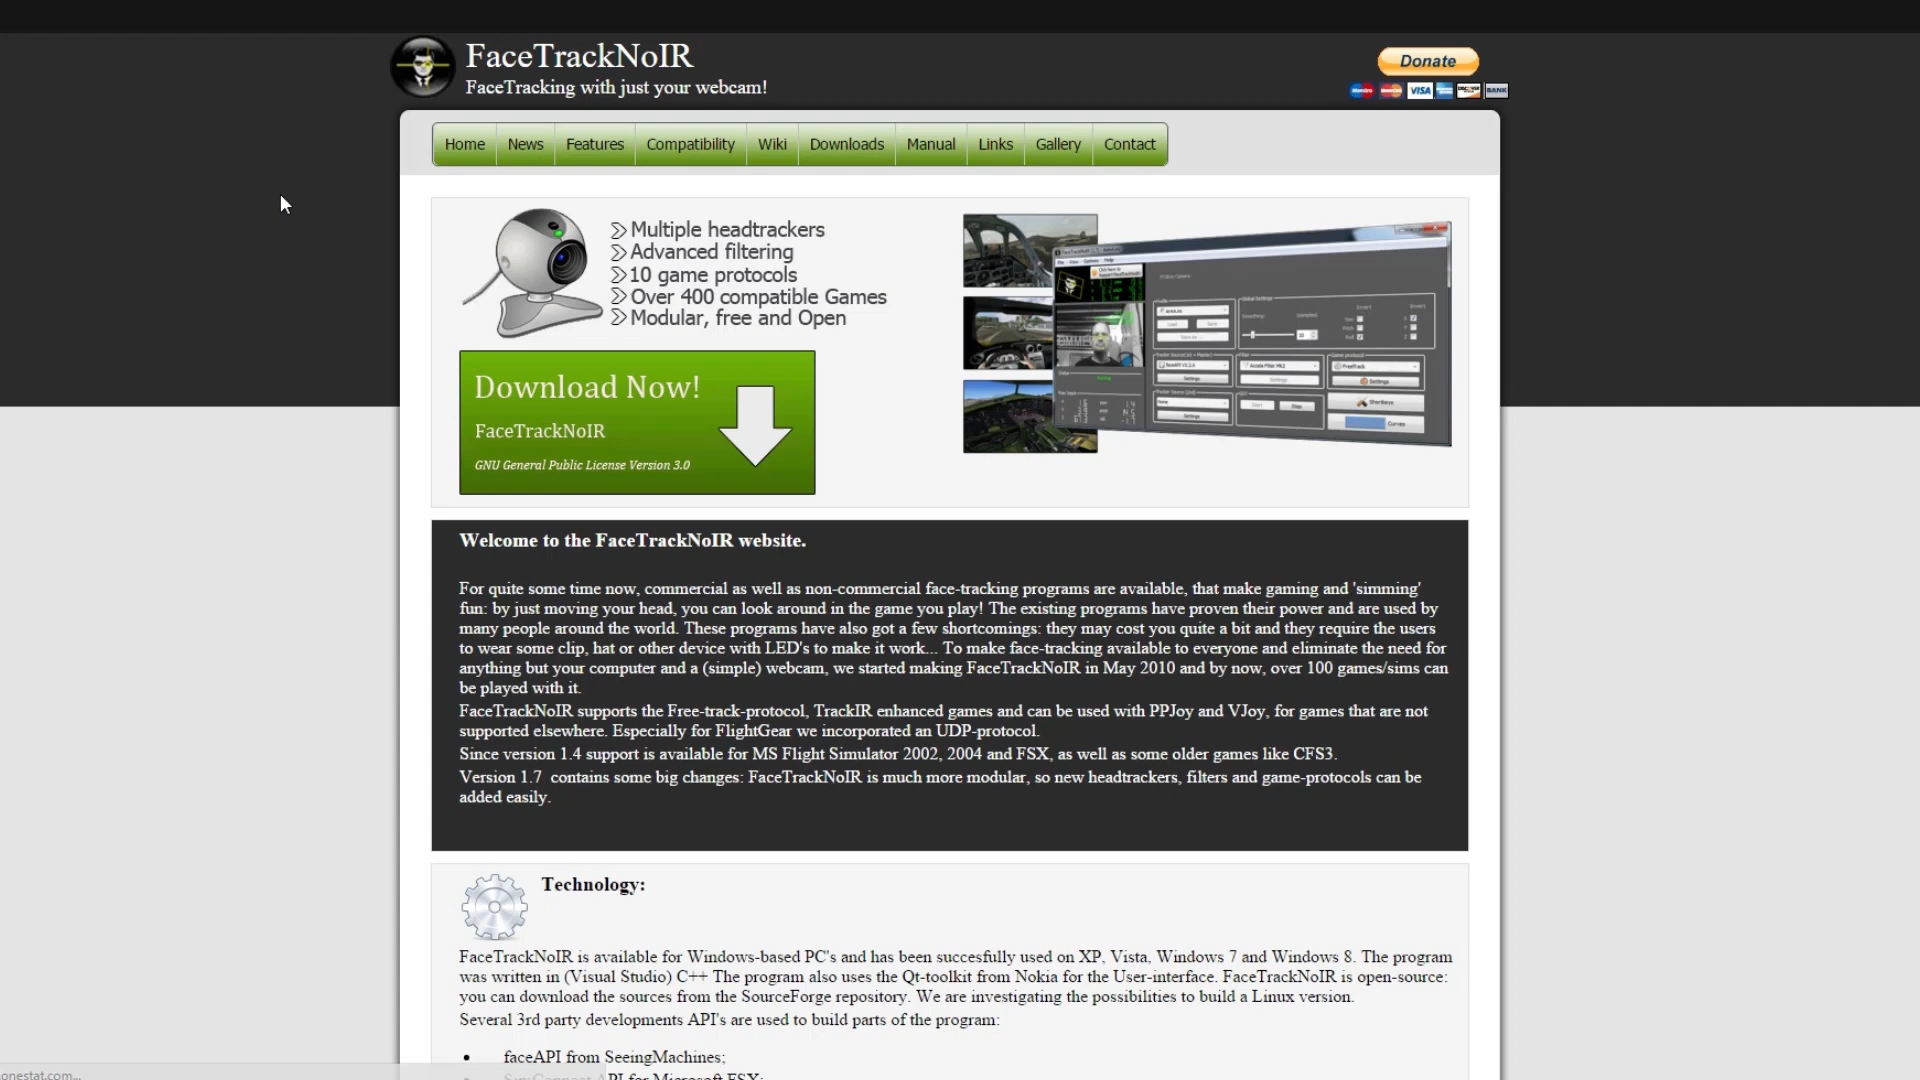 FaceTrackNoIR
FaceTracking with just your webcam!
Donate
VISA
BANK
Home News Features Compatibility Wiki Downloads Manual Links Gallery Contact
Multiple headtrackers
Advanced filtering
10 game protocols
Over 400 compatible Games
Modular, free and Open
Download Now!
FaceTrackNoIR
GNU General Public License Version 3.0
Welcome to the FaceTrackNoIR website.
For quite some time now, commercial as well as non-commercial face-tracking programs are available, that make gaming and 'simming'
fun: by just moving your head, you can look around in the game you play! The existing programs have proven their power and are used by
many people around the world. These programs have also got a few shortcomings: they may cost you quite a bit and they require the users
to wear some clip, hat or other device with LED's to make it work... To make face-tracking available to everyone and eliminate the need for
anything but your computer and a (simple) webcam, we started making FaceTrackNoIR in May 2010 and by now, over 100 games/sims can
be played with it.
FaceTrackNoIR supports the Free-track-protocol, TrackIR enhanced games and can be used with PPJoy and VJoy, for games that are not
supported elsewhere. Especially for FlightGear we incorporated an UDP-protocol.
Since version 1.4 support is available for MS Flight Simulator 2002, 2004 and FSX, as well as some older games like CFS3.
Version 1.7 contains some big changes: FaceTrackNoIR is much more modular, so new headtrackers, filters and game-protocols can be
added easily.
Technology:
FaceTrackNoIR is available for Windows-based PC's and has been succesfully used on XP, Vista, Windows 7 and Windows 8. The program
was written in (Visual Studio) C++ The program also uses the Qt-toolkit from Nokia for the User-interface. FaceTrackNoIR is open-source:
you can download the sources from the SourceForge repository. We are investigating the possibilities to build a Linux version.
Several 3rd party developments API's are used to build parts of the program:
• faceAPI from SeeingMachines;
API for Microsoft FSX;
onestat.com...